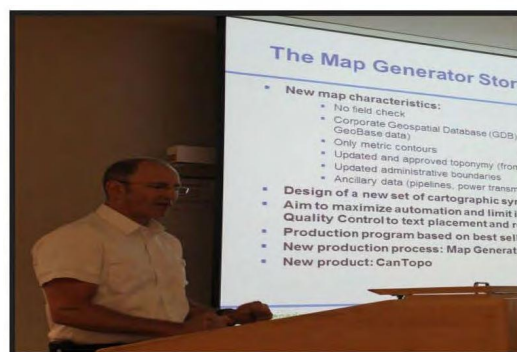 The Map Generator Stor
New map characteristics:
No field check
Corporate Geospatial Database (GDB)
GeoBase data)
Only metric contours
Updated and approved toponymy (from
Updated administrative boundaries
Ancillary data (pipelines, power transm
Design of a new set of cartographic sy
Aim to maximize automation and limit i
Quality Control to text placement and r
Production program based on best sel
New production process: Map Generat
New product: CanTopo